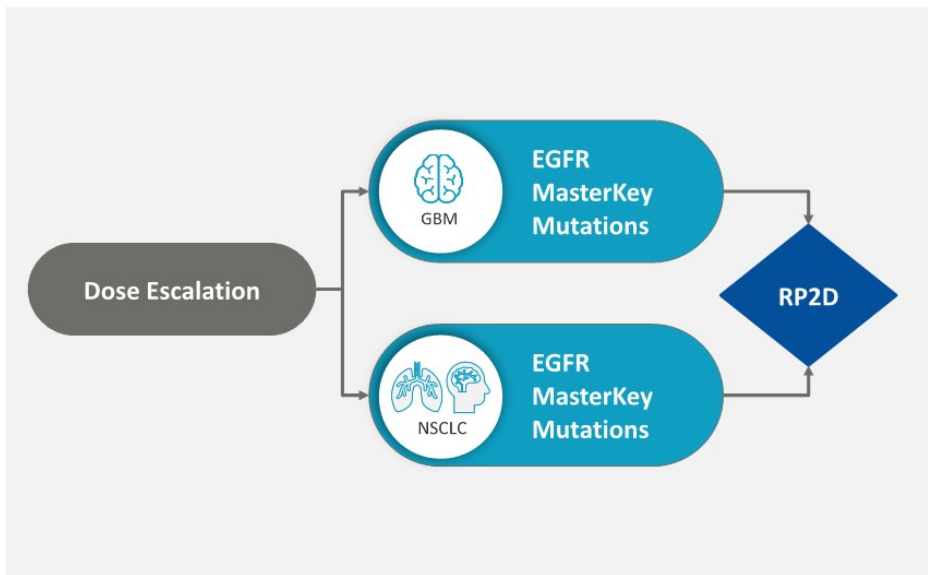 Dose Escalation
GBM
EGFR
MasterKey
Mutations
NSCLC
EGFR
MasterKey
Mutations
RP2D